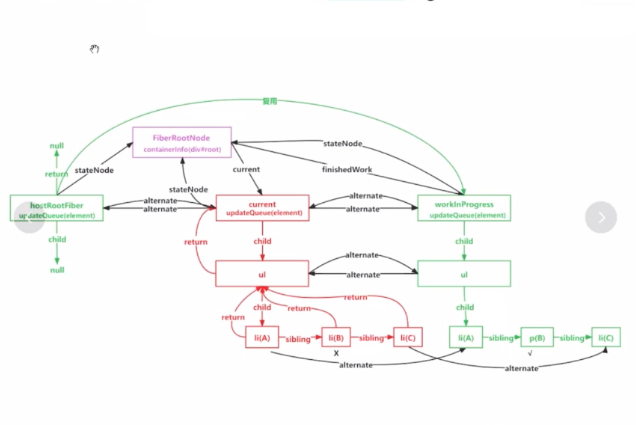 复用
FiberRootNode
containerInfo(div#root)
null
return
stateNode
stateNode
current
stateNode
finishedWork
hostRootFiber
updateQueue(element)
alternate
alternate
current
updateQueue(element)
alternate
alternate
workInProgress
updateQueue(element)
child
null
return
child
child
ul
alternate
alternate
ul
return
child
return
return
child
li(A)
sibling
li(B)
sibling
li(C)
li(A)
sibling
p(B)
sibling
li(C)
X
√
alternate
alternate